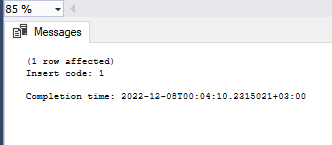 85 %
Messages
(1 row affected)
Insert code: 1
Completion time: 2022-12-08T00:04:10.2315021+03:00